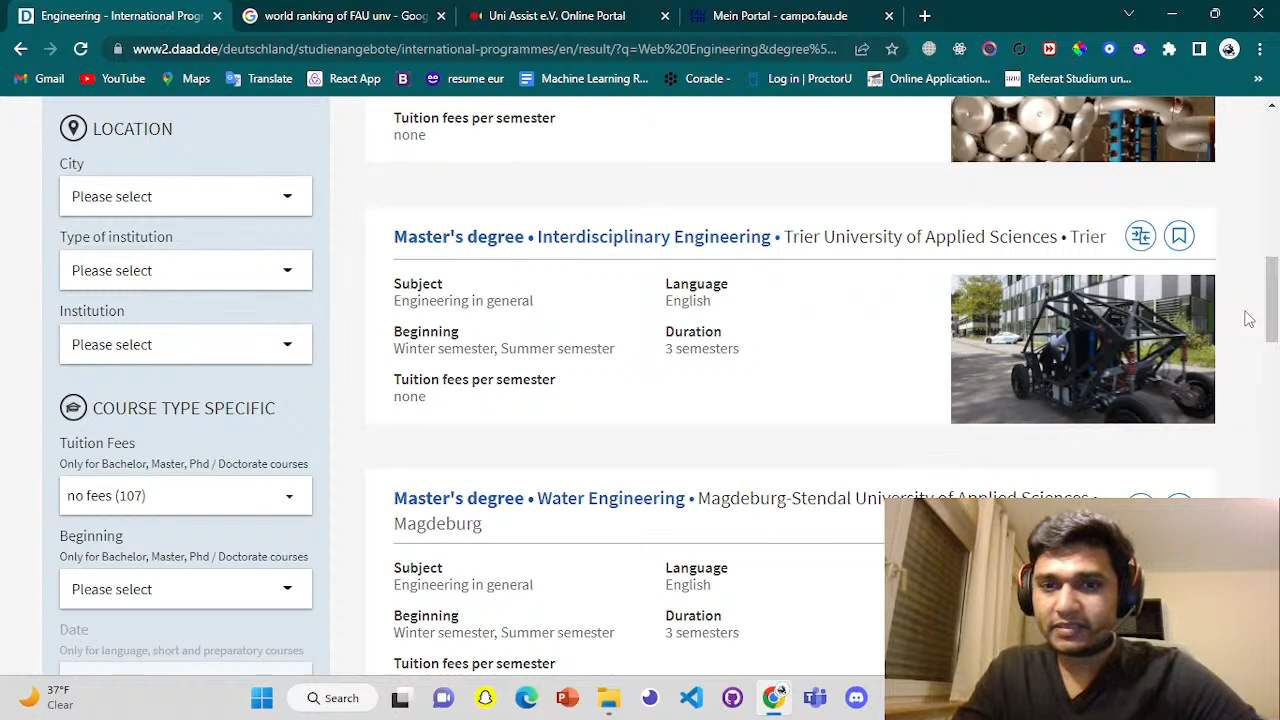 Engineering - International Prog
world ranking of FAU unv - Goog
Uni Assist e.V. Online Portal
Mein Portal - campo.fau.de
www2.daad.de/deutschland/studienangebote/international-programmes/en/result/?q=Web%20Engineering&degree%5...
Gmail
YouTube
Maps
Translate
React App
resume eur
Machine Learning R...
Coracle -
Log in | ProctorU
Online Application...
Referat Studium un...
LOCATION
City
Please select
Type of institution
Please select
Institution
Please select
COURSE TYPE SPECIFIC
Tuition Fees
Only for Bachelor, Master, Phd / Doctorate courses
no fees (107)
Beginning
Only for Bachelor, Master, Phd / Doctorate courses
Please select
Date
Only for language, short and preparatory courses
Tuition fees per semester
none
Master's degree • Interdisciplinary Engineering • Trier University of Applied Sciences • Trier
Subject
Engineering in general
Language
English
Beginning
Winter semester, Summer semester
Duration
3 semesters
Tuition fees per semester
none
Master's degree • Water Engineering • Magdeburg-Stendal University of Applied Sciences •
Magdeburg
Subject
Engineering in general
Language
English
Beginning
Winter semester, Summer semester
Duration
3 semesters
Tuition fees per semester
37°F
Clear
Search